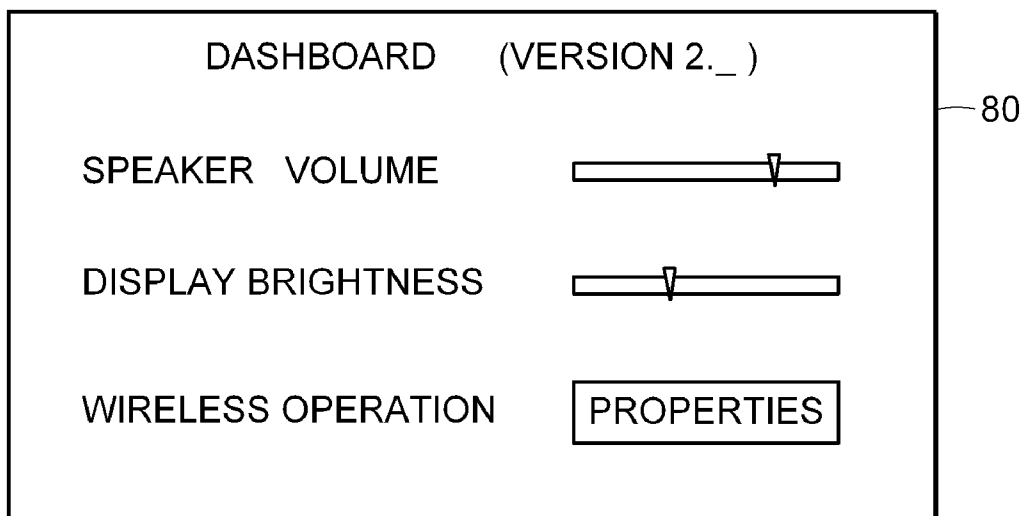 DASHBOARD (VERSION 2._ )
80
SPEAKER VOLUME
DISPLAY BRIGHTNESS
WIRELESS OPERATION PROPERTIES